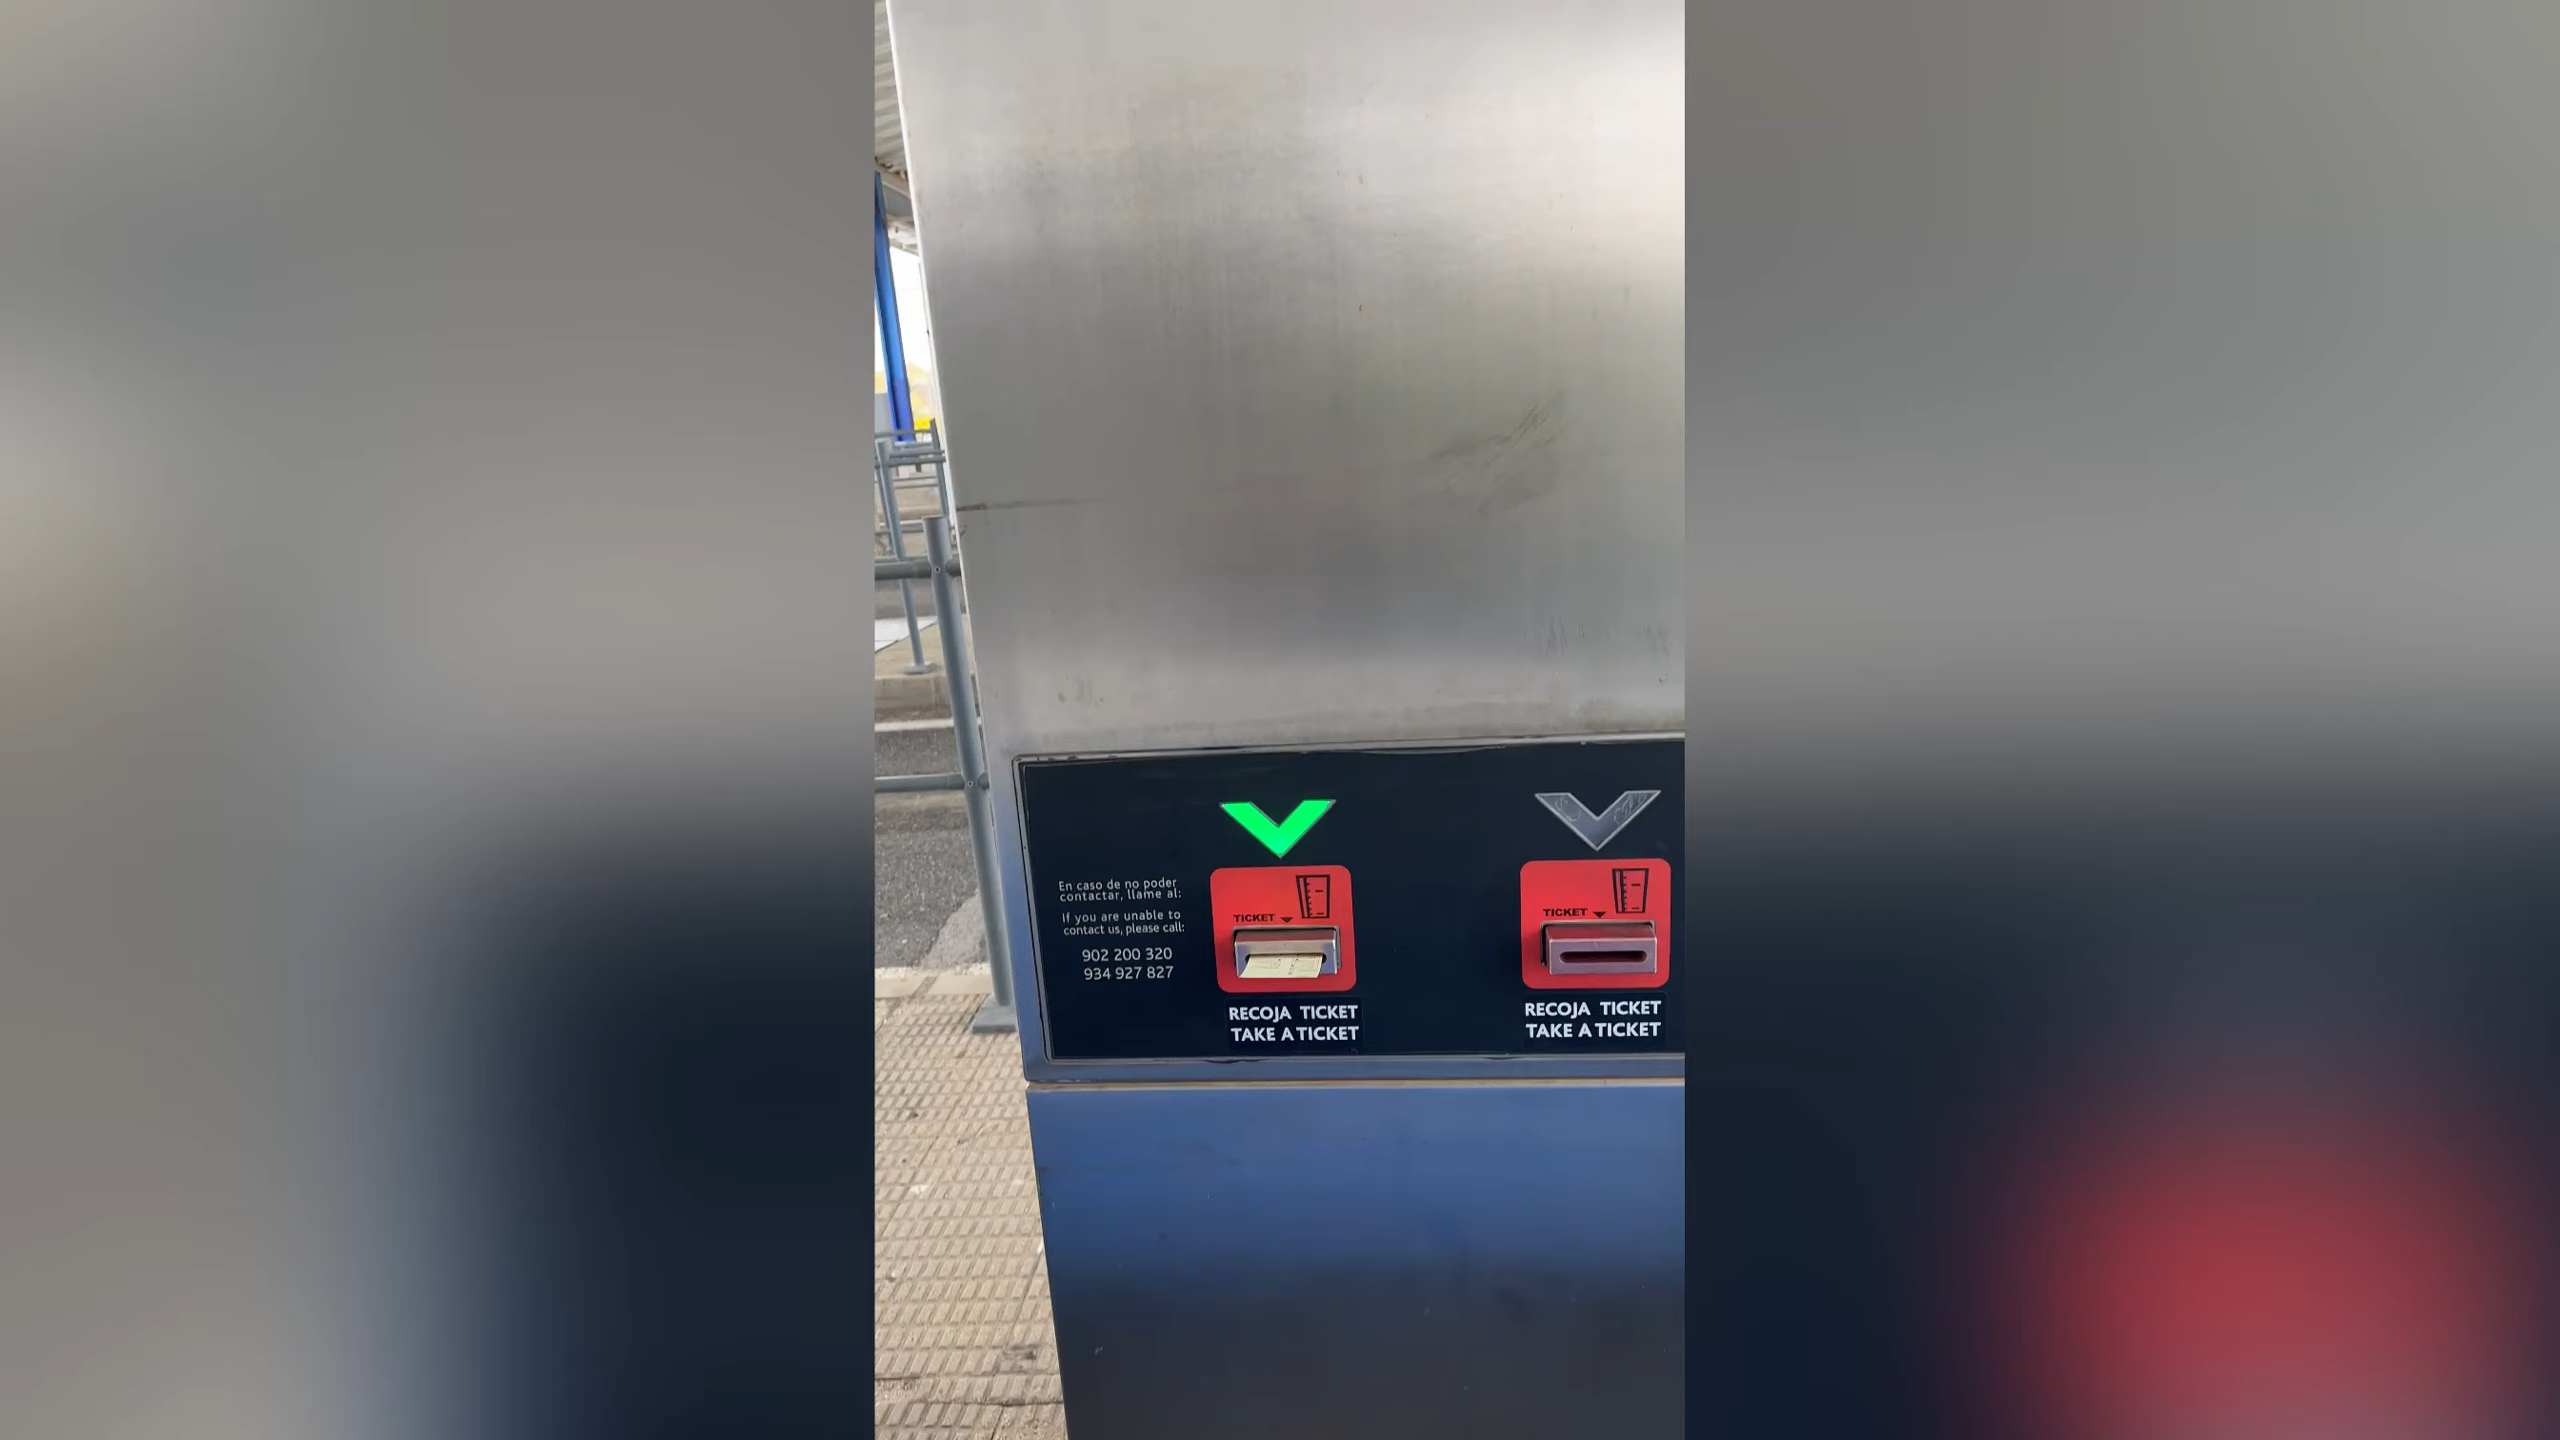 En caso de no poder
contactar, llame al:
If you are unable to
contact us, please call:
902 200 320
934 927 827
TICKET
RECOJA TICKET
TAKE A TICKET
TICKET
RECOJA TICKET
TAKE A TICKET